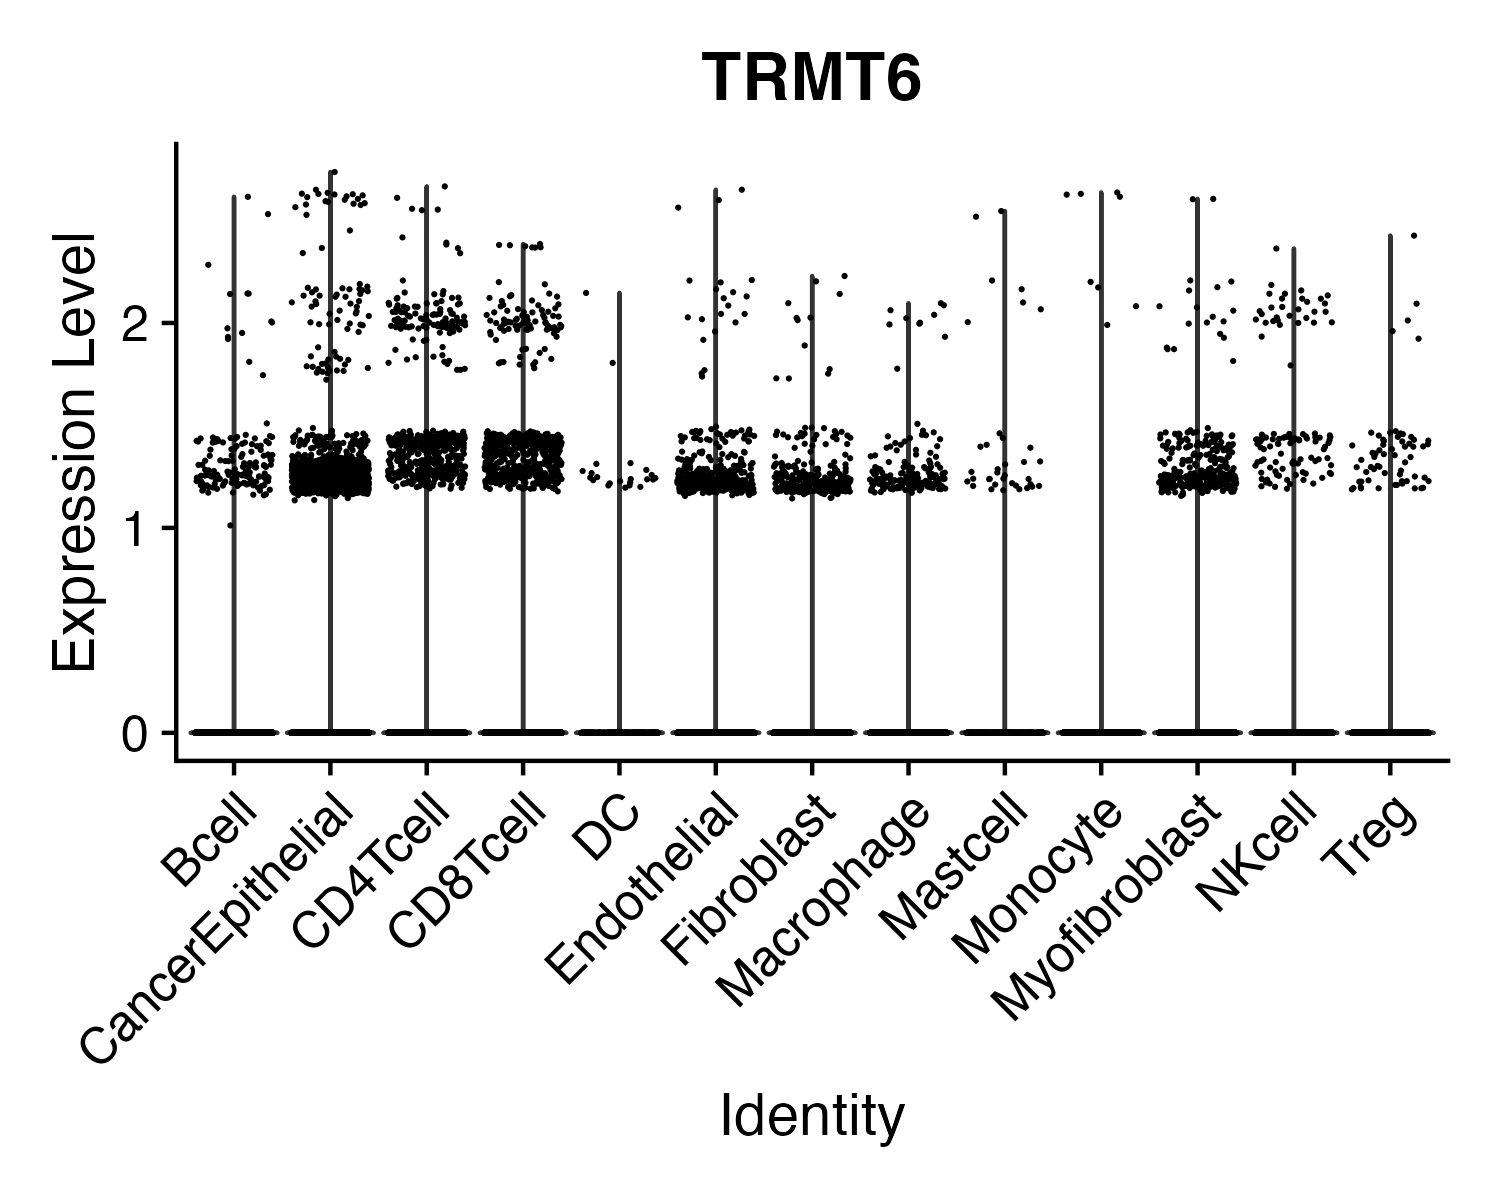 TRMT6
Expression Level
2
1
0
Bcell
CancerEpithelial
CD4Tcell
CD8Tcell
DC
Endothelial
Fibroblast
Macrophage
Mastcell
Monocyte
Myofibroblast
NKcell
Treg
Identity